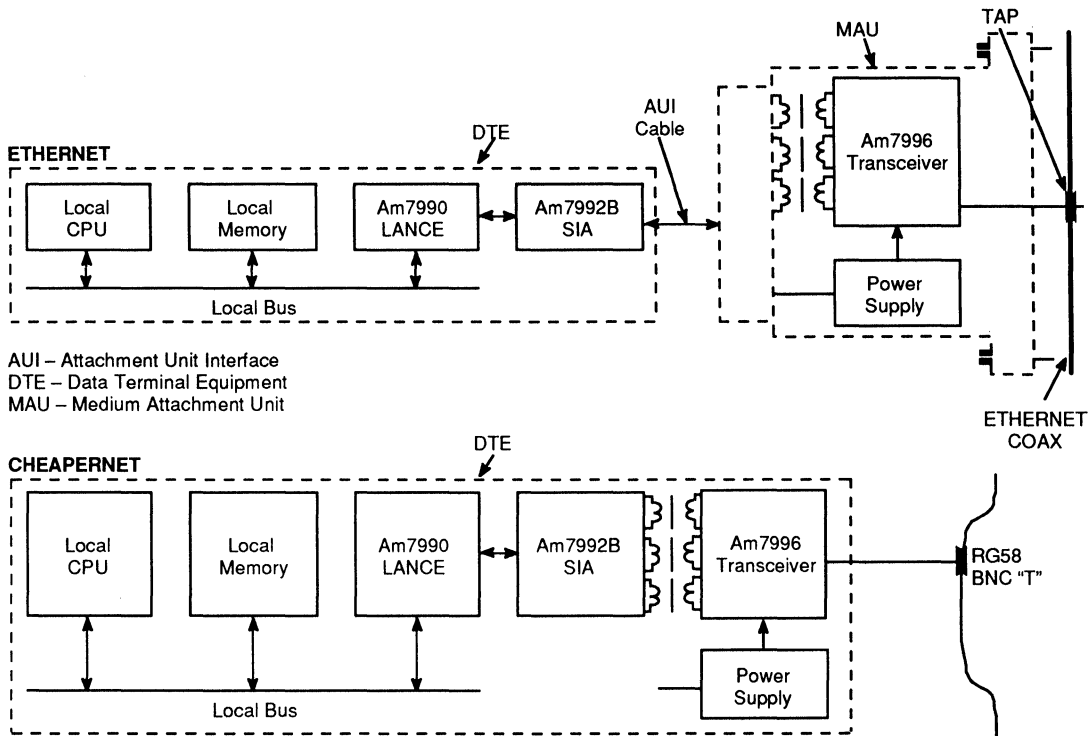 TAP
MAU
AUI
Cable
DTE
ETHERNET
Local
CPU
Local
Memory
Am7990
LANCE
Am7992B
SIA
Am7996
Transceiver
Power
Supply
Local Bus
AUI – Attachment Unit Interface
DTE – Data Terminal Equipment
MAU – Medium Attachment Unit
ETHERNET
COAX
DTE
CHEAPERNET
Local
CPU
Local
Memory
Am7990
LANCE
Am7992B
SIA
Am7996
Transceiver
RG58
BNC “T”
Power
Supply
Local Bus